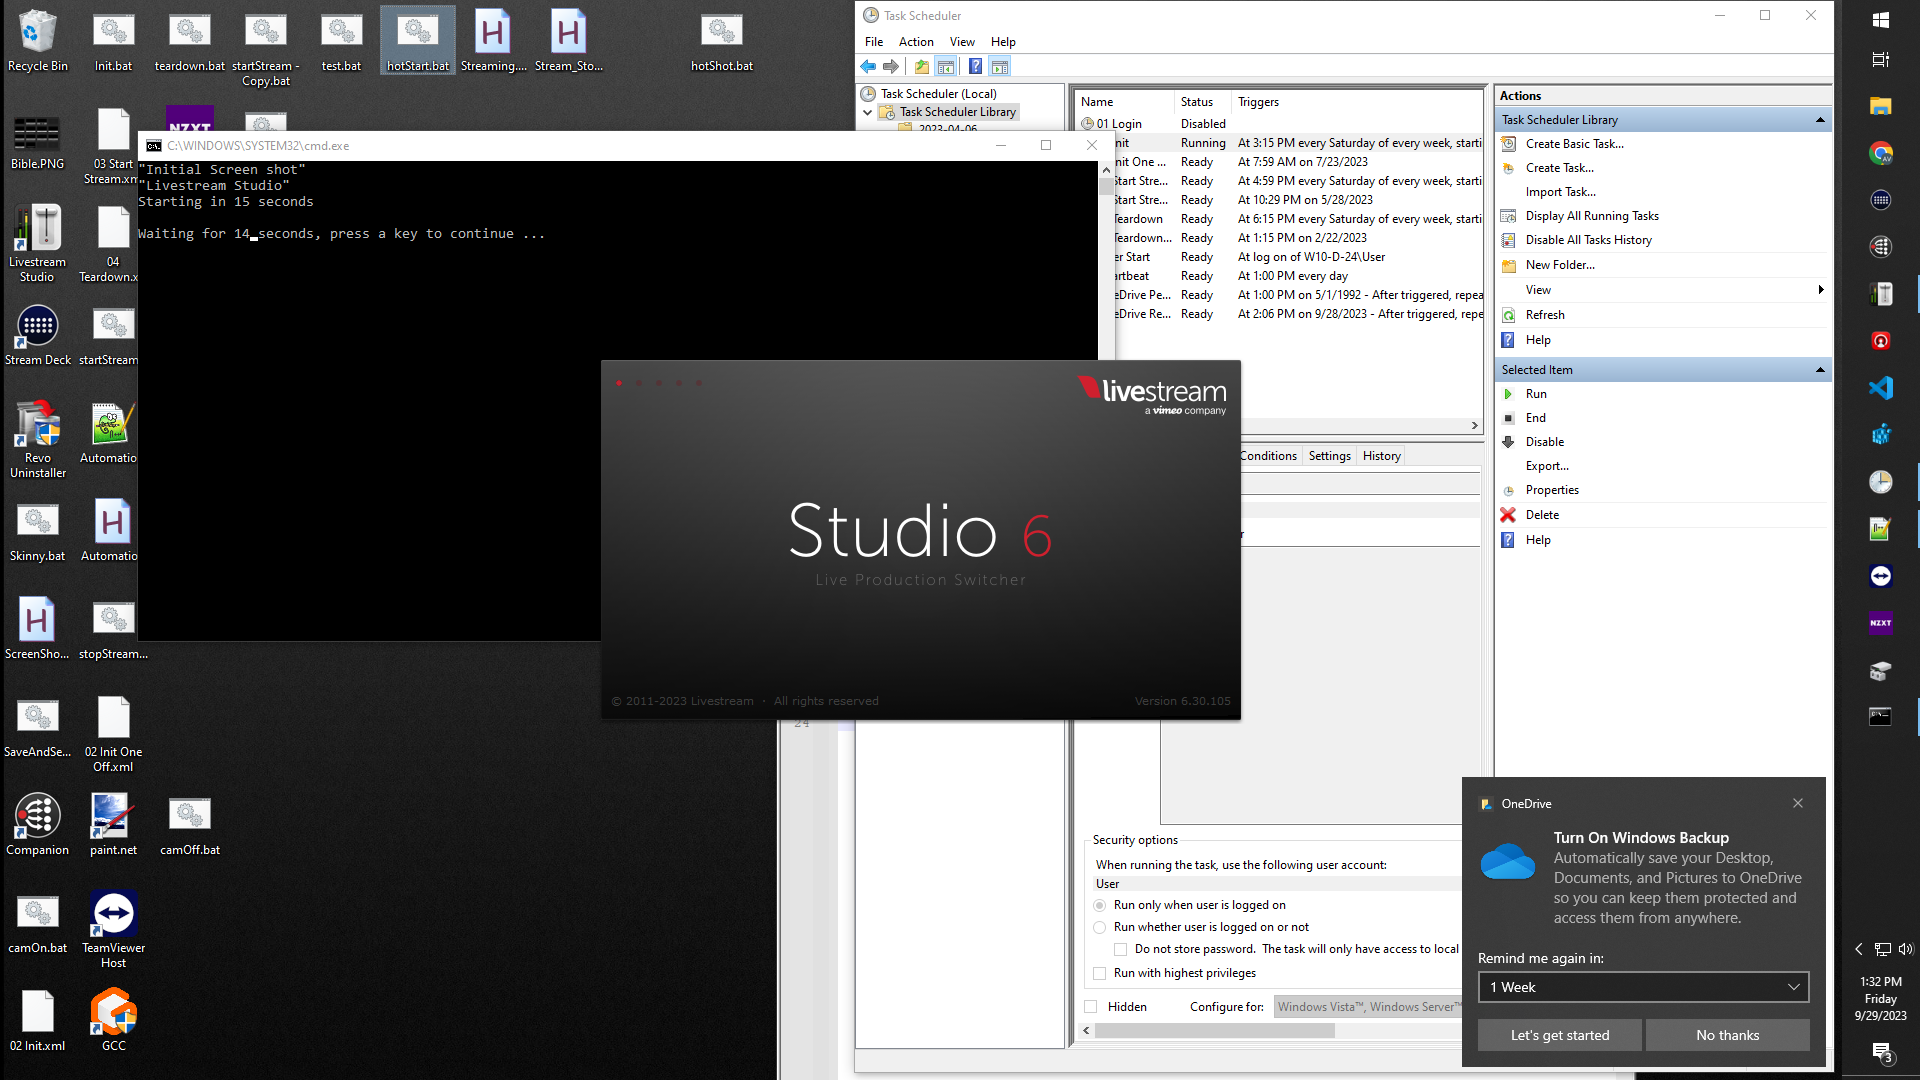 Recycle Bin
Init.bat
teardown.bat
startStream -
Copy.bat
test.bat
hotStart.bat
Streaming....
Stream_Sto...
hotShot.bat
Bible.PNG
03 Start
Stream.xm
NZXT
Livestream
Studio
04
Teardown.x
Stream Deck
startStream
Revo
Uninstaller
Automatio
Skinny.bat
Automatio
ScreenSho...
stopStream...
SaveAndSe...
02 Init One
Off.xml
Companion
paint.net
camOff.bat
camOn.bat
TeamViewer
Host
02 Init.xml
GCC
C:\WINDOWS\SYSTEM32\cmd.exe
"Initial Screen shot"
"Livestream Studio"
Starting in 15 seconds
Waiting for 14 seconds, press a key to continue ...
livestream
a vimeo company
Studio 6
Live Production Switcher
© 2011-2023 Livestream · All rights reserved
Version 6.30.105
24
Task Scheduler
File Action View Help
Task Scheduler (Local)
Task Scheduler Library
2023-04-06
Name Status Triggers
01 Login Disabled
nit Running At 3:15 PM every Saturday of every week, starti
nit One ... Ready At 7:59 AM on 7/23/2023
Start Stre... Ready At 4:59 PM every Saturday of every week, starti
Start Stre... Ready At 10:29 PM on 5/28/2023
Teardown Ready At 6:15 PM every Saturday of every week, starti
Teardown... Ready At 1:15 PM on 2/22/2023
er Start Ready At log on of W10-D-24\User
artbeat Ready At 1:00 PM every day
eDrive Pe... Ready At 1:00 PM on 5/1/1992 - After triggered, repea
eDrive Re... Ready At 2:06 PM on 9/28/2023 - After triggered, repe
Conditions Settings History
r
Security options
When running the task, use the following user account:
User
Run only when user is logged on
Run whether user is logged on or not
Do not store password. The task will only have access to local
Run with highest privileges
Hidden Configure for: Windows Vista™, Windows Server™
Actions
Task Scheduler Library
Create Basic Task...
Create Task...
Import Task...
Display All Running Tasks
Disable All Tasks History
New Folder...
View
Refresh
Help
Selected Item
Run
End
Disable
Export...
Properties
Delete
Help
OneDrive
Turn On Windows Backup
Automatically save your Desktop,
Documents, and Pictures to OneDrive
so you can keep them protected and
access them from anywhere.
Remind me again in:
1 Week
Let's get started
No thanks
AV
NZXT
1:32 PM
Friday
9/29/2023
3